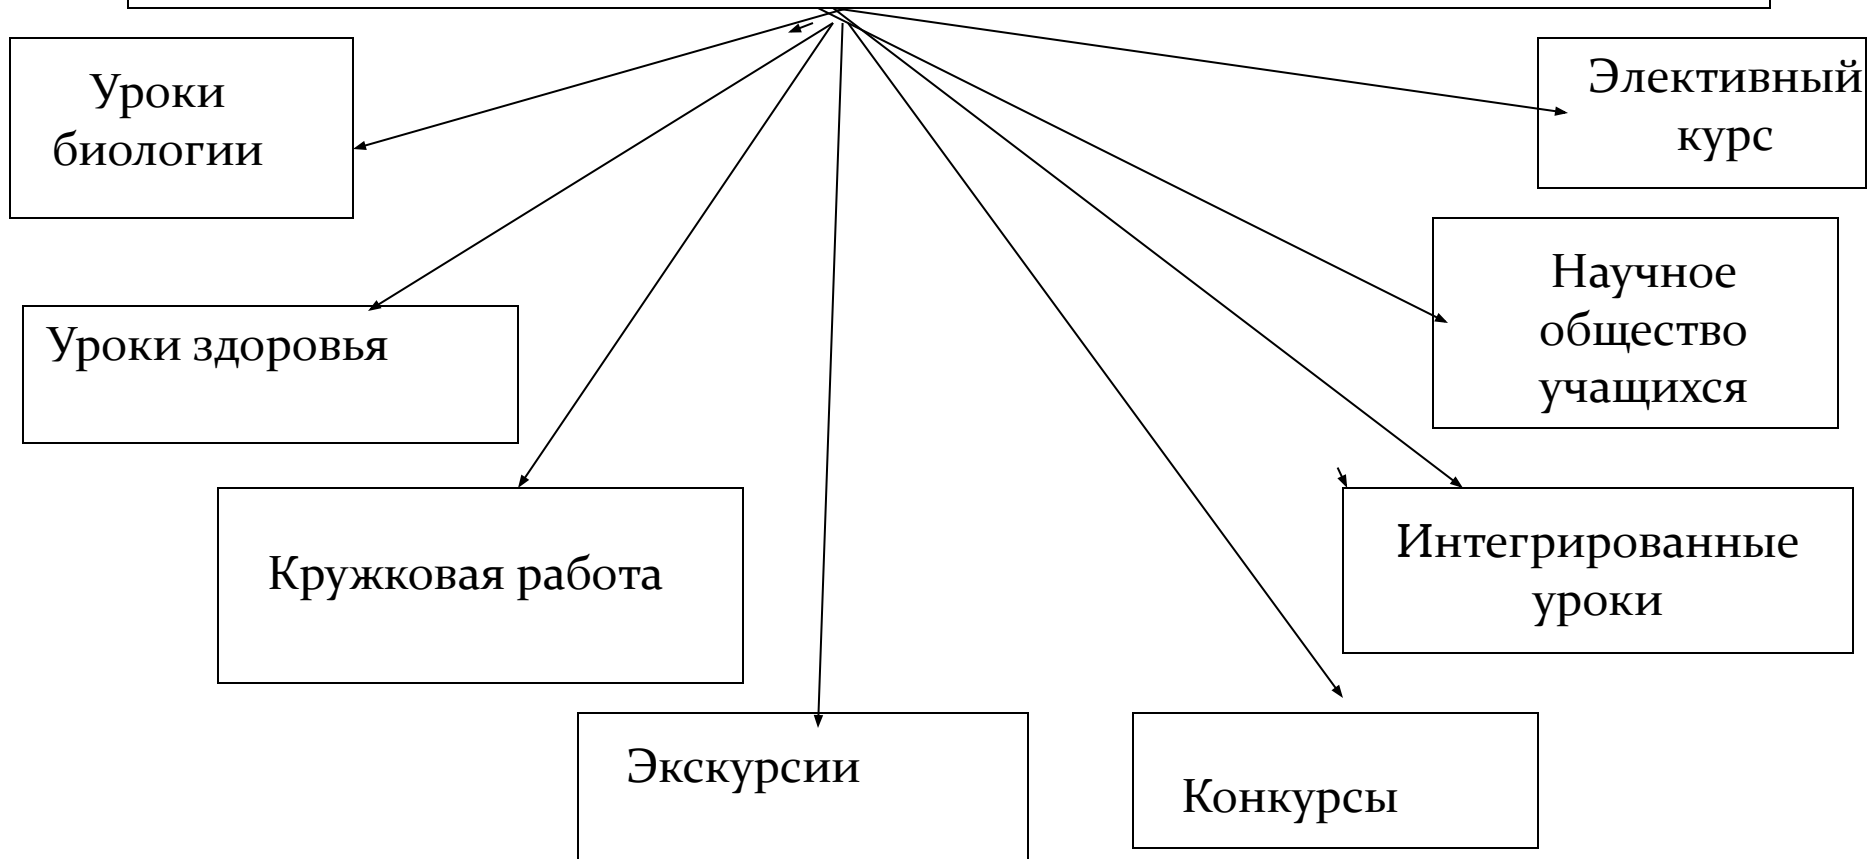 Уроки
биологии
Элективный
курс
Научное
общество
учащихся
Уроки здоровья
Кружковая работа
Интегрированные
уроки
Экскурсии
Конкурсы